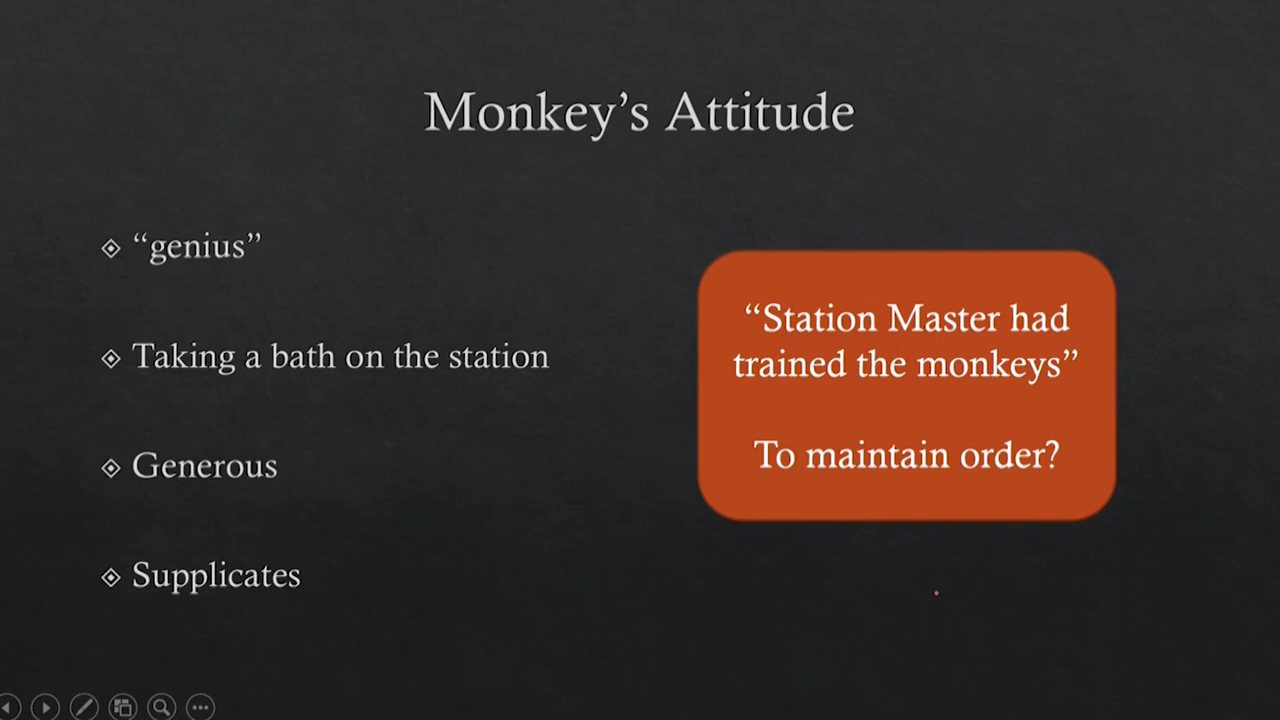 Monkey’s Attitude
“genius”
Taking a bath on the station
Generous
Supplicates
“Station Master had
trained the monkeys”
To maintain order?